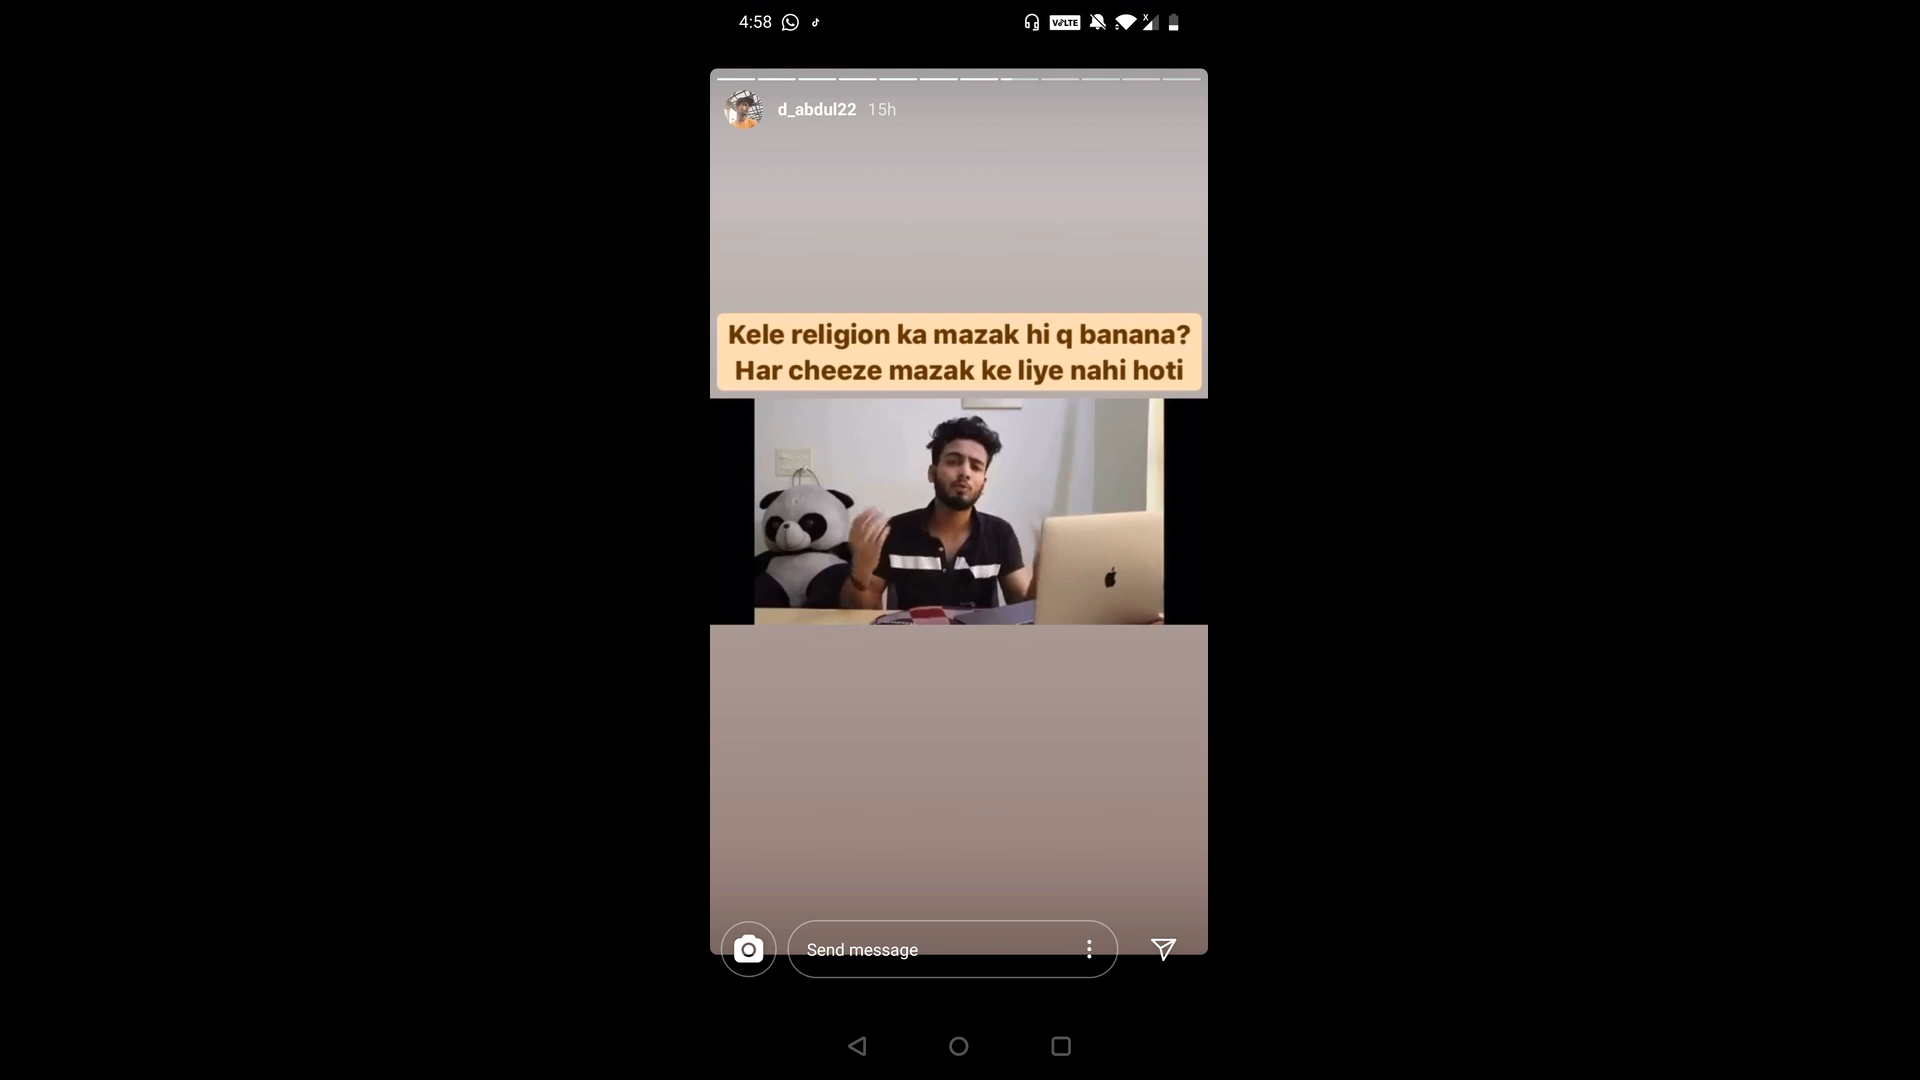 4:58
VoLTE
d_abdul22 15h
Kele religion ka mazak hi q banana?
Har cheeze mazak ke liye nahi hoti
Send message